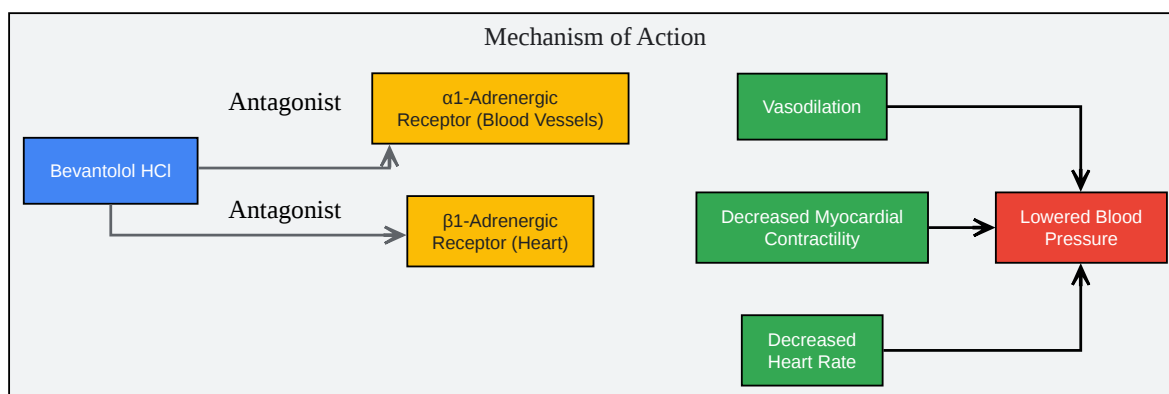 Mechanism of Action
Antagonist
α1-Adrenergic
Receptor (Blood Vessels)
Vasodilation
Bevantolol HCl
Antagonist
β1-Adrenergic
Receptor (Heart)
Decreased Myocardial
Contractility
Lowered Blood
Pressure
Decreased
Heart Rate